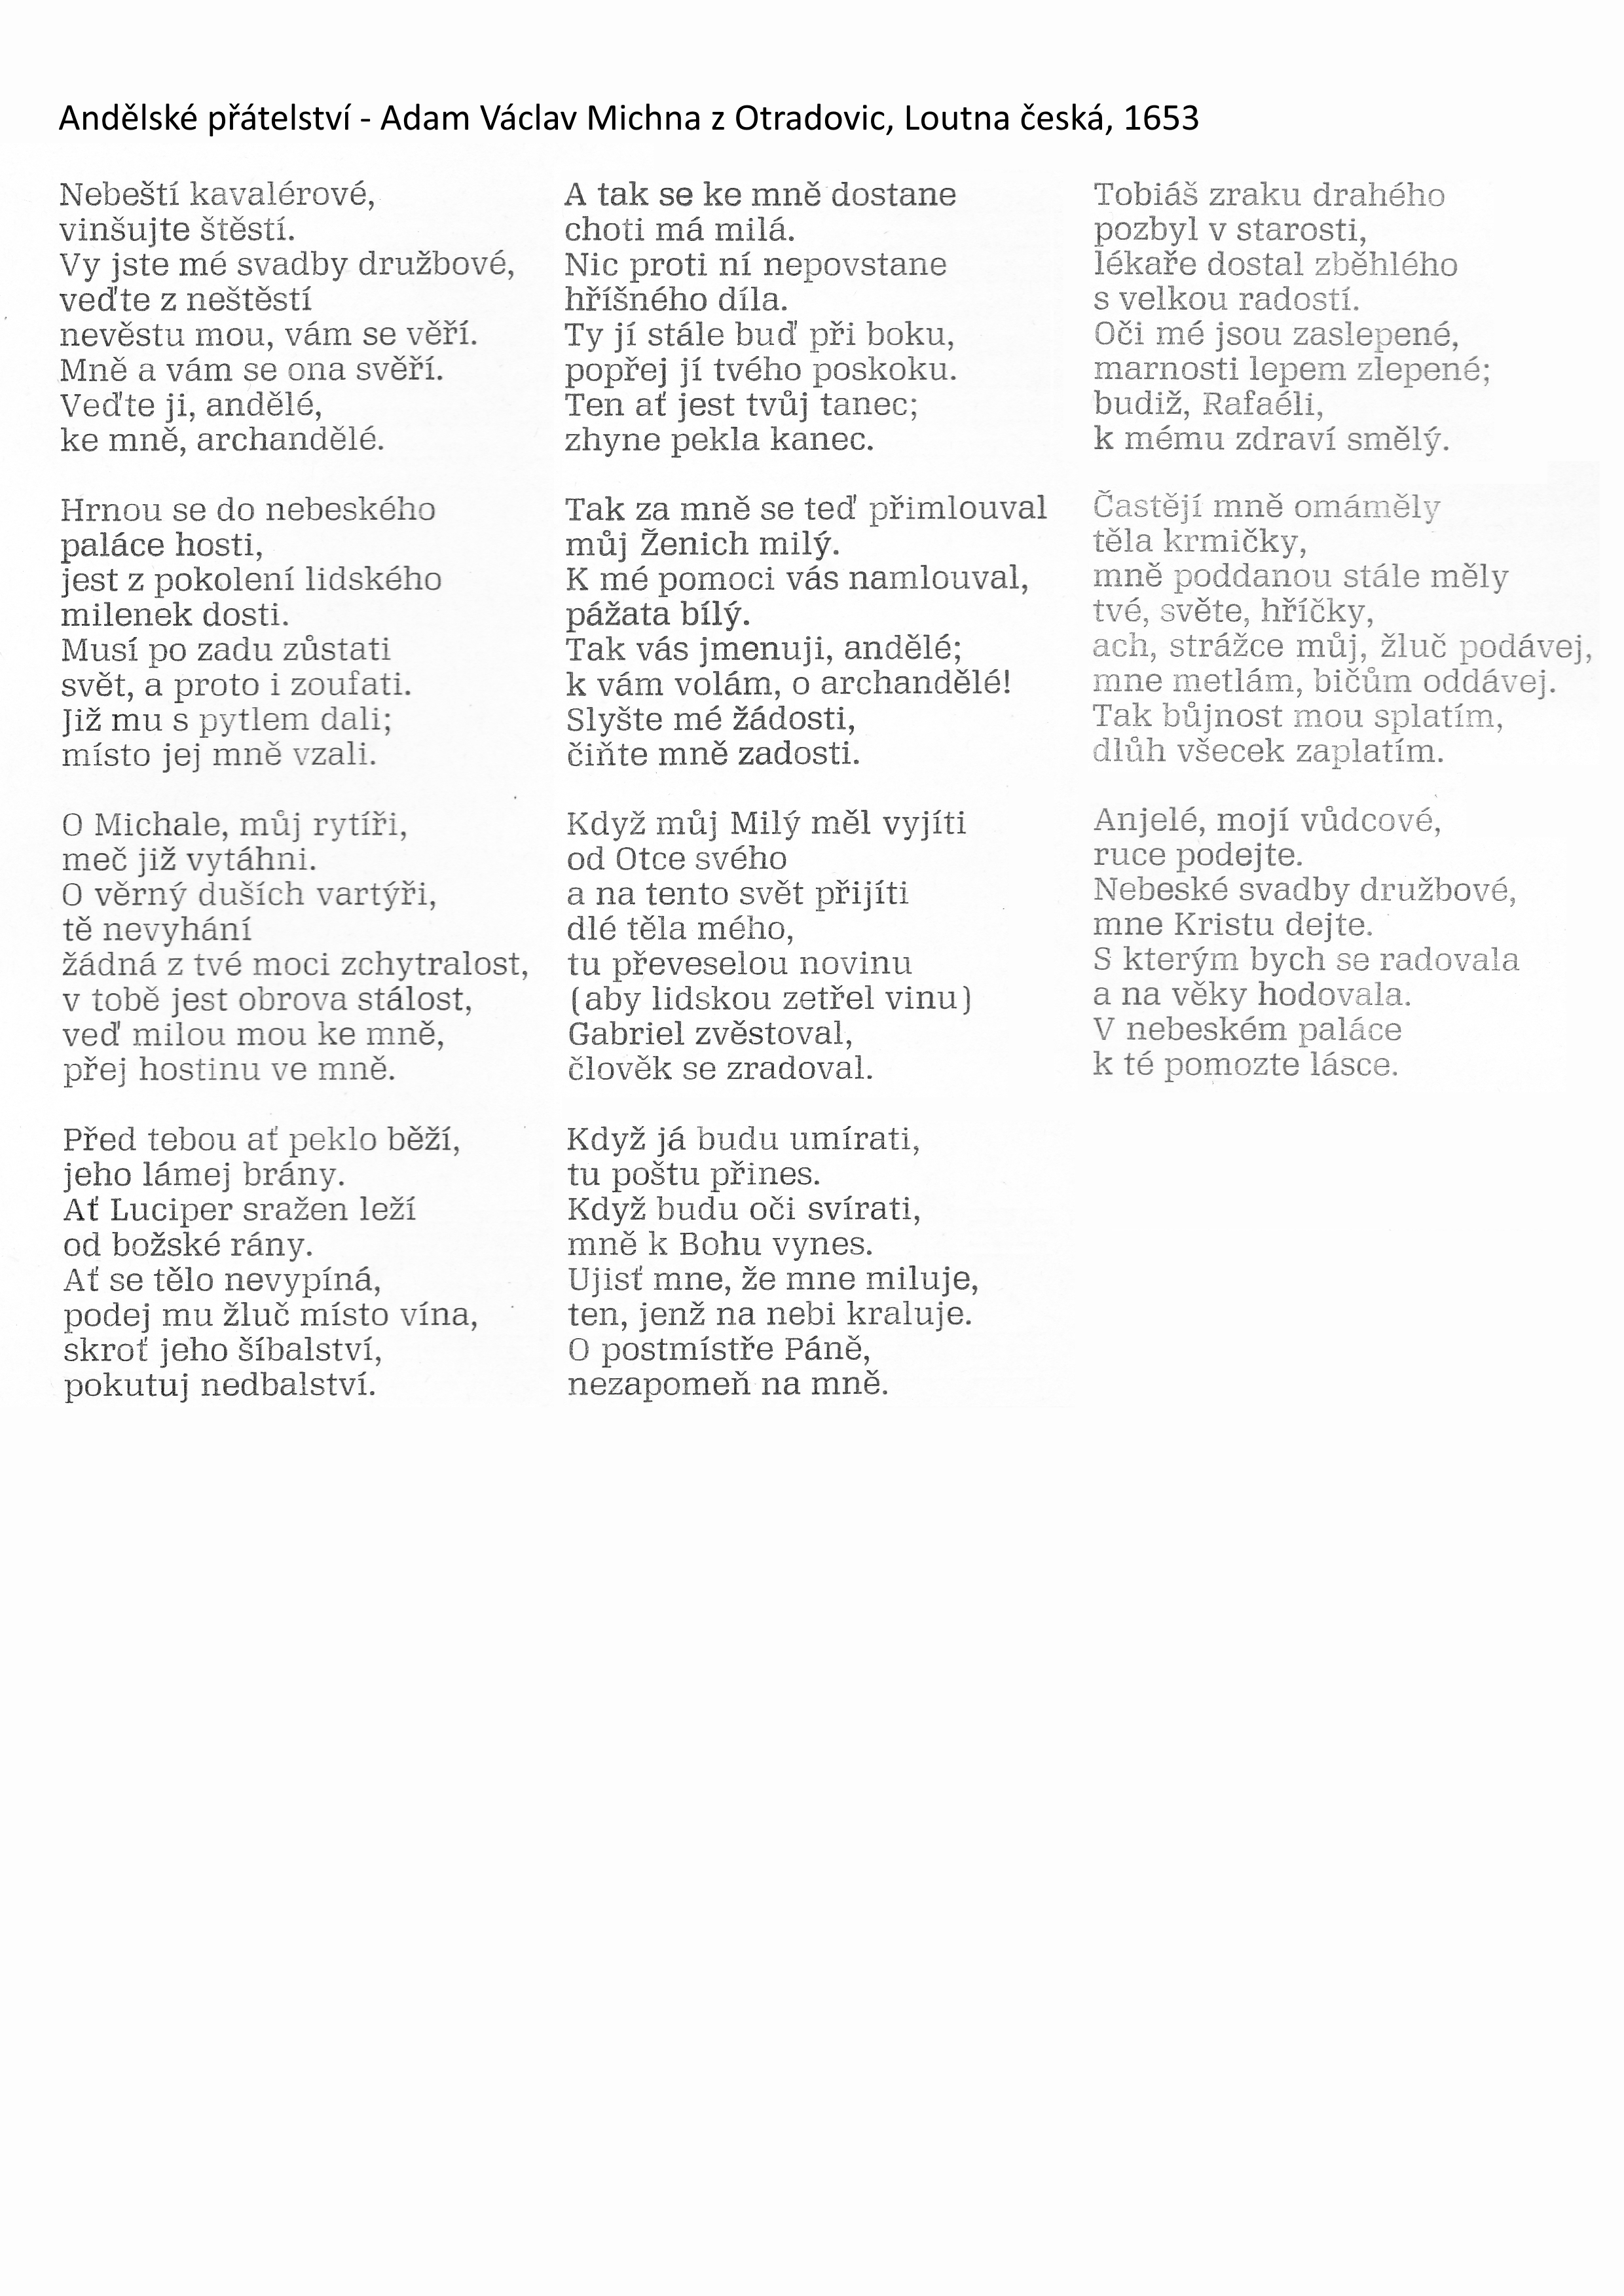 Andělské přátelství - Adam Václav Michna z Otradovic, Loutna česká, 1653
Nebeští kavalérové,
vinšujte štěstí.
Vy jste mé svadby družbové,
veďte z neštěstí
nevěstu mou, vám se věří.
Mně a vám se ona svěří.
Veďte ji, andělé,
ke mně, archandělé.
Hrnou se do nebeského
paláce hosti,
jest z pokolení lidského
milenek dosti.
Musí po zadu zůstati
svět, a proto i zoufati.
Již mu s pytlem dali;
místo jej mně vzali.
O Michale, můj rytíři,
meč již vytáhni.
O věrný duších vartýři,
tě nevyhání
žádná z tvé moci zchytralost,
v tobě jest obrova stálost,
veď milou mou ke mně,
přej hostinu ve mně.
Před tebou ať peklo běží,
jeho lámej brány.
Ať Luciper sražen leží
od božské rány.
Ať se tělo nevypíná,
podej mu žluč místo vína,
skroť jeho šíbalství,
pokutuj nedbalství.
A tak se ke mně dostane
choti má milá.
Nic proti ní nepovstane
hříšného díla.
Ty jí stále buď při boku,
popřej jí tvého poskoku.
Ten ať jest tvůj tanec;
zhyne pekla kanec.
Tak za mně se teď přimlouval
můj Ženich milý.
K mé pomoci vás namlouval,
pážata bílý.
Tak vás jmenuji, andělé;
k vám volám, o archandělé!
Slyšte mé žádosti,
čiňte mně zadosti.
Když můj Milý měl vyjíti
od Otce svého
a na tento svět přijíti
dlé těla mého,
tu převeselou novinu
(aby lidskou zetřel vinu)
Gabriel zvěstoval,
člověk se zradoval.
Když já budu umírati,
tu poštu přines.
Když budu oči svírati,
mně k Bohu vynes.
Ujisť mne, že mne miluje,
ten, jenž na nebi kraluje.
O postmístře Páně,
nezapomeň na mně.
Tobiáš zraku drahého
pozbyl v starosti,
lékaře dostal zběhlého
s velkou radostí.
Oči mé jsou zaslepené,
marnosti lepem zlepené;
budiž, Rafaéli,
k mému zdraví smělý.
Častějí mně omáměly
těla krmičky,
mně poddanou stále měly
tvé, světe, hříčky,
ach, strážce můj, žluč podávej,
mne metlám, bičům oddávej.
Tak bůjnost mou splatím,
dlůh všecek zaplatím.
Anjelé, mojí vůdcové,
ruce podejte.
Nebeské svadby družbové,
mne Kristu dejte.
S kterým bych se radovala
a na věky hodovala.
V nebeském paláce
k té pomozte lásce.